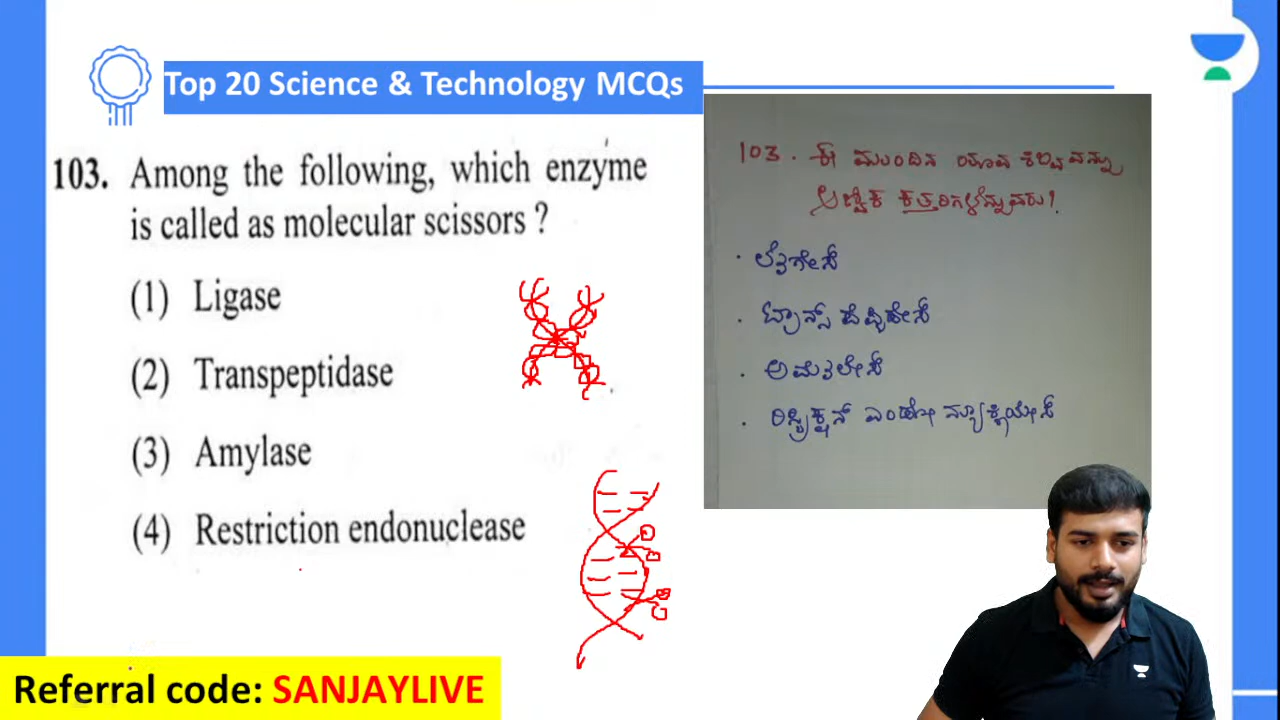 Top 20 Science & Technology MCQs
103. Among the following, which enzyme
is called as molecular scissors ?
(1) Ligase
(2) Transpeptidase
(3) Amylase
(4) Restriction endonuclease
103. ಈ ಮುಂದಿನ ಯಾವ ಕಿಣ್ವವನ್ನು
ಆಣ್ವಿಕ ಕತ್ತರಿಗಳೆನ್ನುವರು?
· ಲೈಗೇಸ್
· ಟ್ರಾನ್ಸ್
· ಅಮೈಲೇಸ್
Referral code: SANJAYLIVE